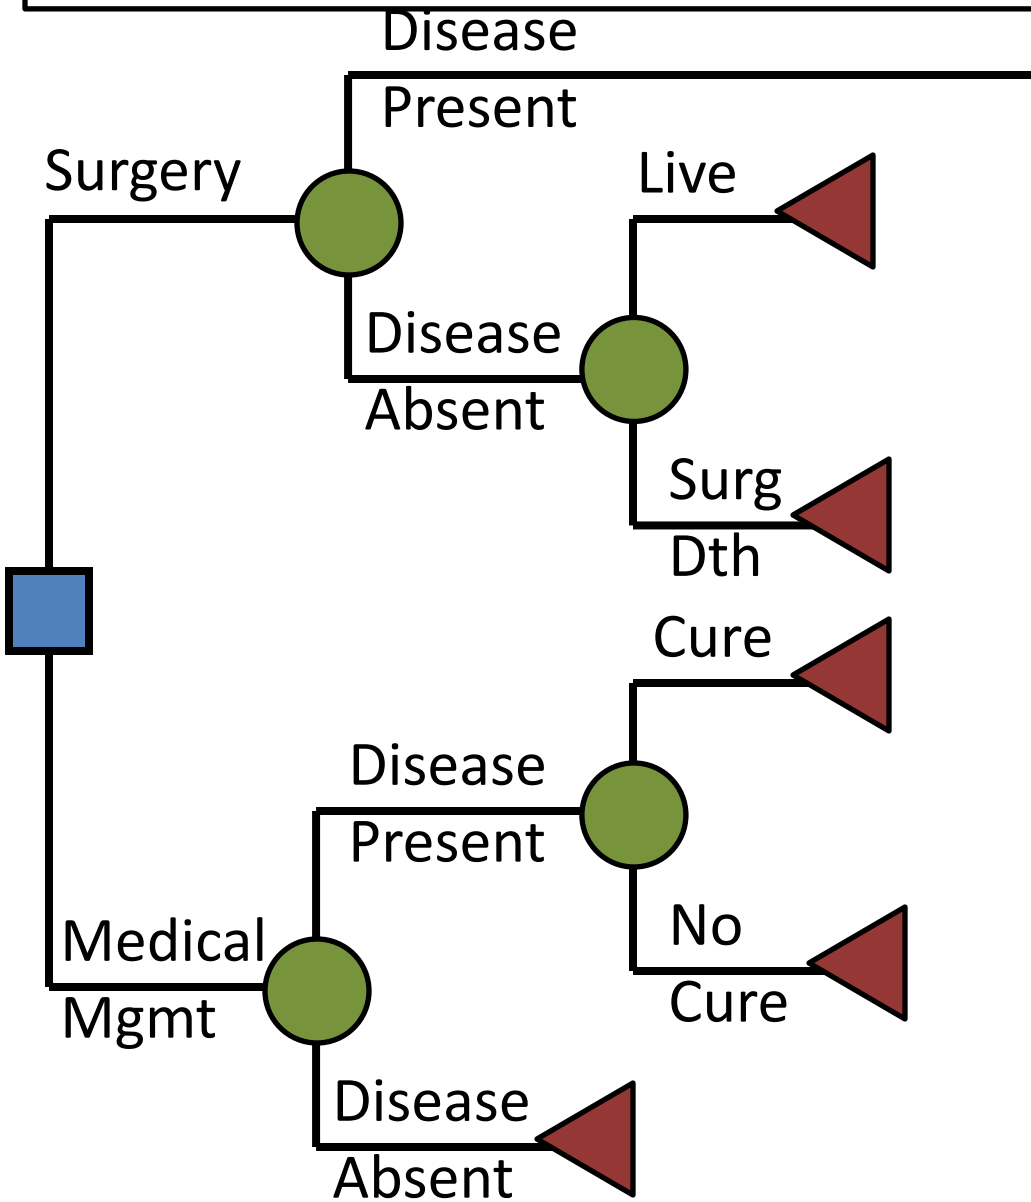 Disease
Present
Surgery
Live
Disease
Absent
Surg
Dth
Cure
Disease
Present
No
Cure
Medical
Mgmt
Disease
Absent